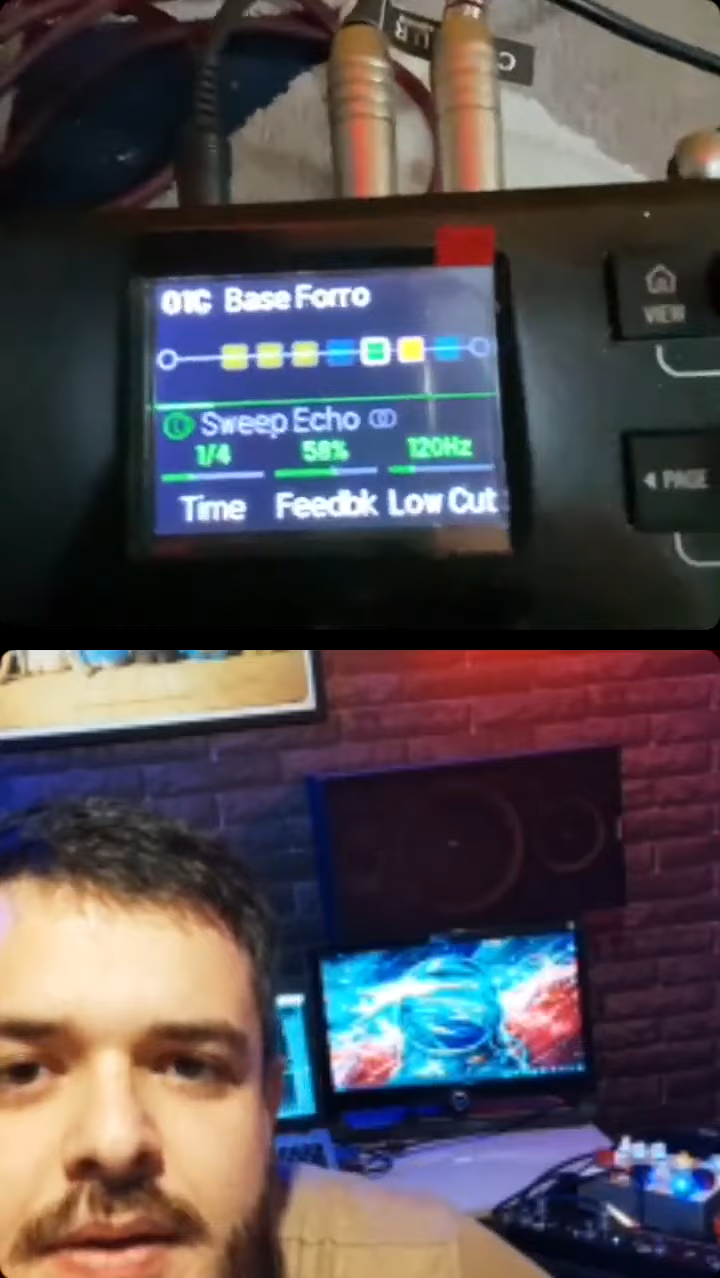 01C Base Forro
Sweep Echo
1/4 58% 120Hz
Time Feedbk Low Cut
VIEW
PAGE